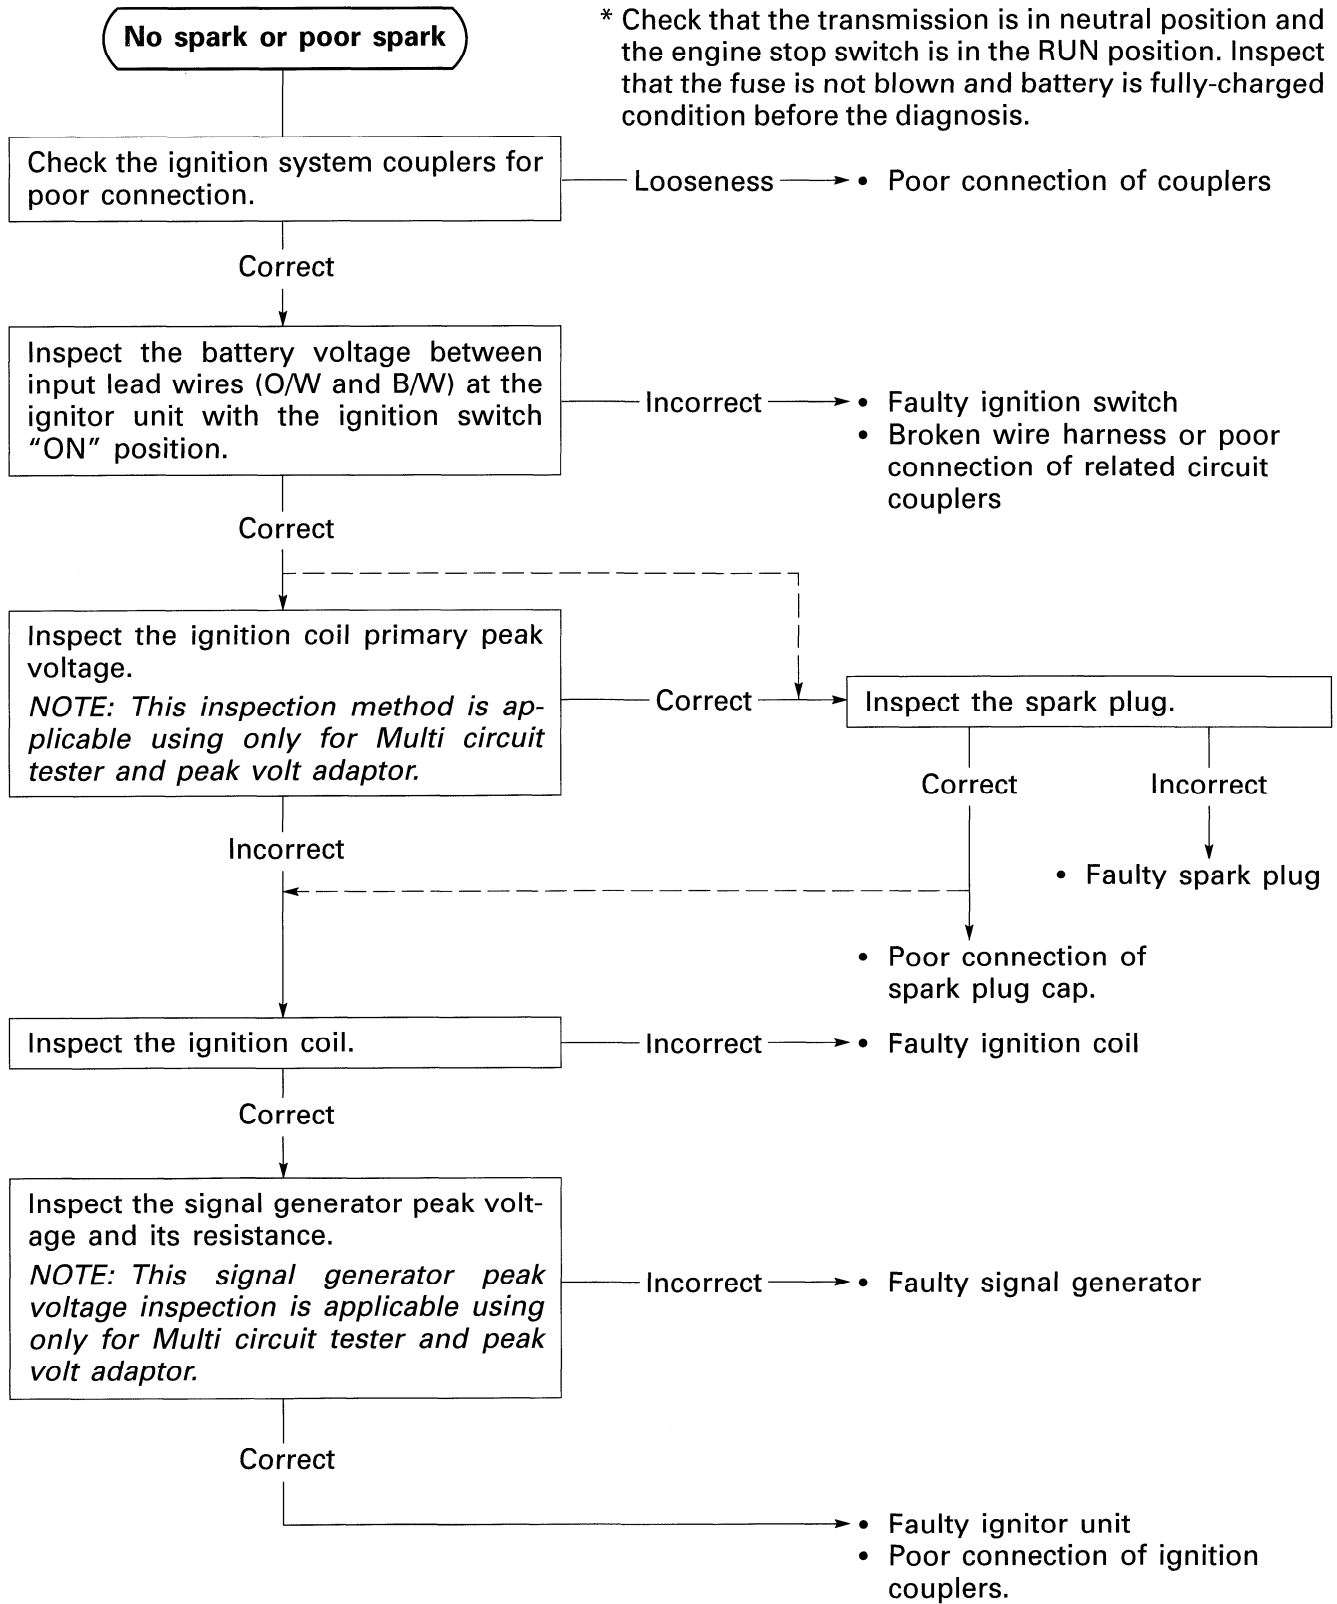 No spark or poor spark
* Check that the transmission is in neutral position and
the engine stop switch is in the RUN position. Inspect
that the fuse is not blown and battery is fully-charged
condition before the diagnosis.
Check the ignition system couplers for
poor connection.
Looseness
• Poor connection of couplers
Correct
Inspect the battery voltage between
input lead wires (O/W and B/W) at the
ignitor unit with the ignition switch
“ON” position.
Incorrect
• Faulty ignition switch
• Broken wire harness or poor
connection of related circuit
couplers
Correct
Inspect the ignition coil primary peak
voltage.
NOTE: This inspection method is ap-
plicable using only for Multi circuit
tester and peak volt adaptor.
Correct
Inspect the spark plug.
Correct
Incorrect
Incorrect
• Faulty spark plug
• Poor connection of
spark plug cap.
Inspect the ignition coil.
Incorrect
• Faulty ignition coil
Correct
Inspect the signal generator peak volt-
age and its resistance.
NOTE: This signal generator peak
voltage inspection is applicable using
only for Multi circuit tester and peak
volt adaptor.
Incorrect
• Faulty signal generator
Correct
• Faulty ignitor unit
• Poor connection of ignition
couplers.